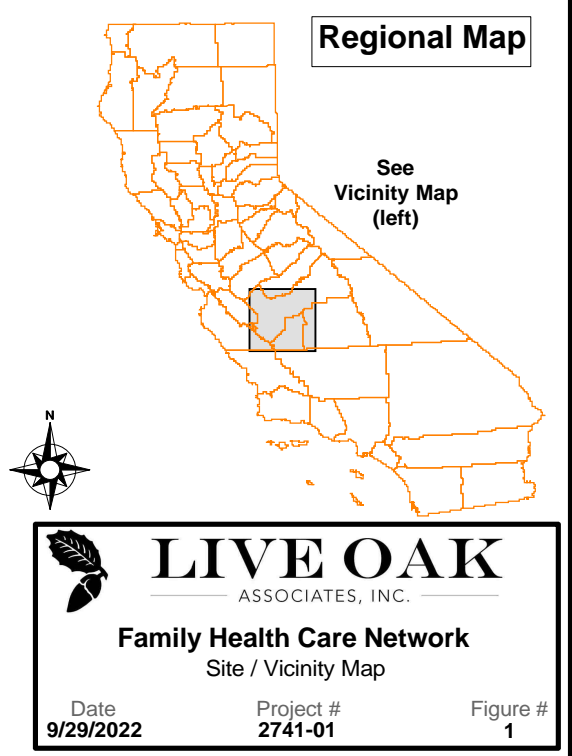 Regional Map
See
Vicinity Map
(left)
N
LIVE OAK
ASSOCIATES, INC.
Family Health Care Network
Site / Vicinity Map
Date Project # Figure #
9/29/2022 2741-01 1